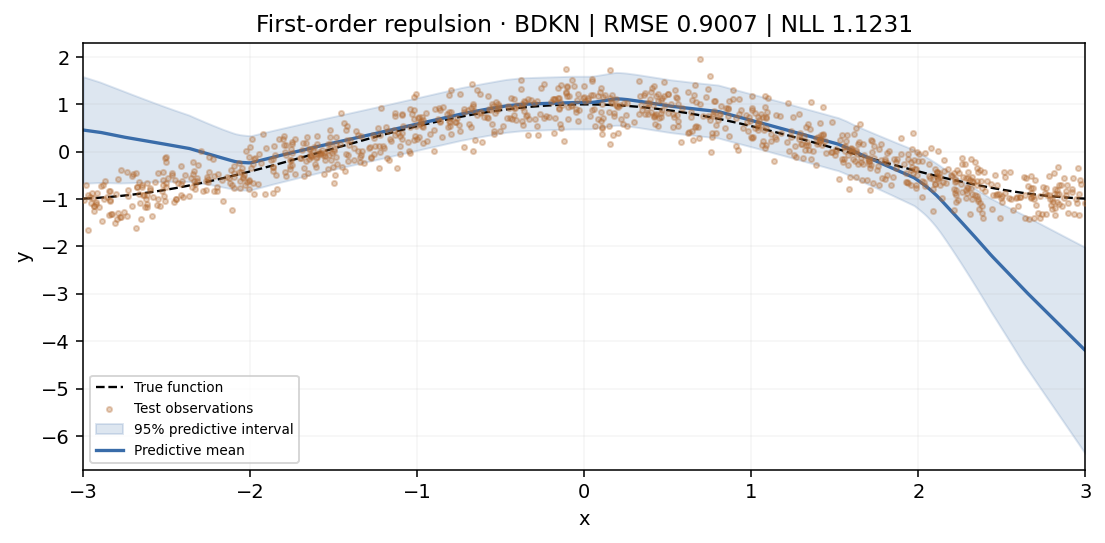 First-order repulsion · BDKN | RMSE 0.9007 | NLL 1.1231
y
2
1
0
−1
−2
−3
−4
−5
−6
True function
Test observations
95% predictive interval
Predictive mean
−3 −2 −1 0 1 2 3
x